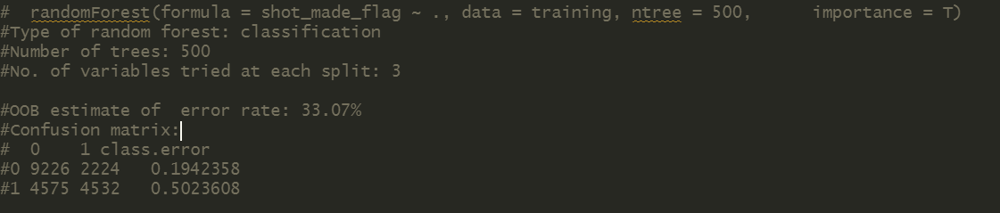 #  randomForest(formula = shot_made_flag ~ ., data = training, ntree = 500,      importance = T)
#Type of random forest: classification
#Number of trees: 500
#No. of variables tried at each split: 3
#OOB estimate of  error rate: 33.07%
#Confusion matrix:
#  0    1 class.error
#0 9226 2224   0.1942358
#1 4575 4532   0.5023608